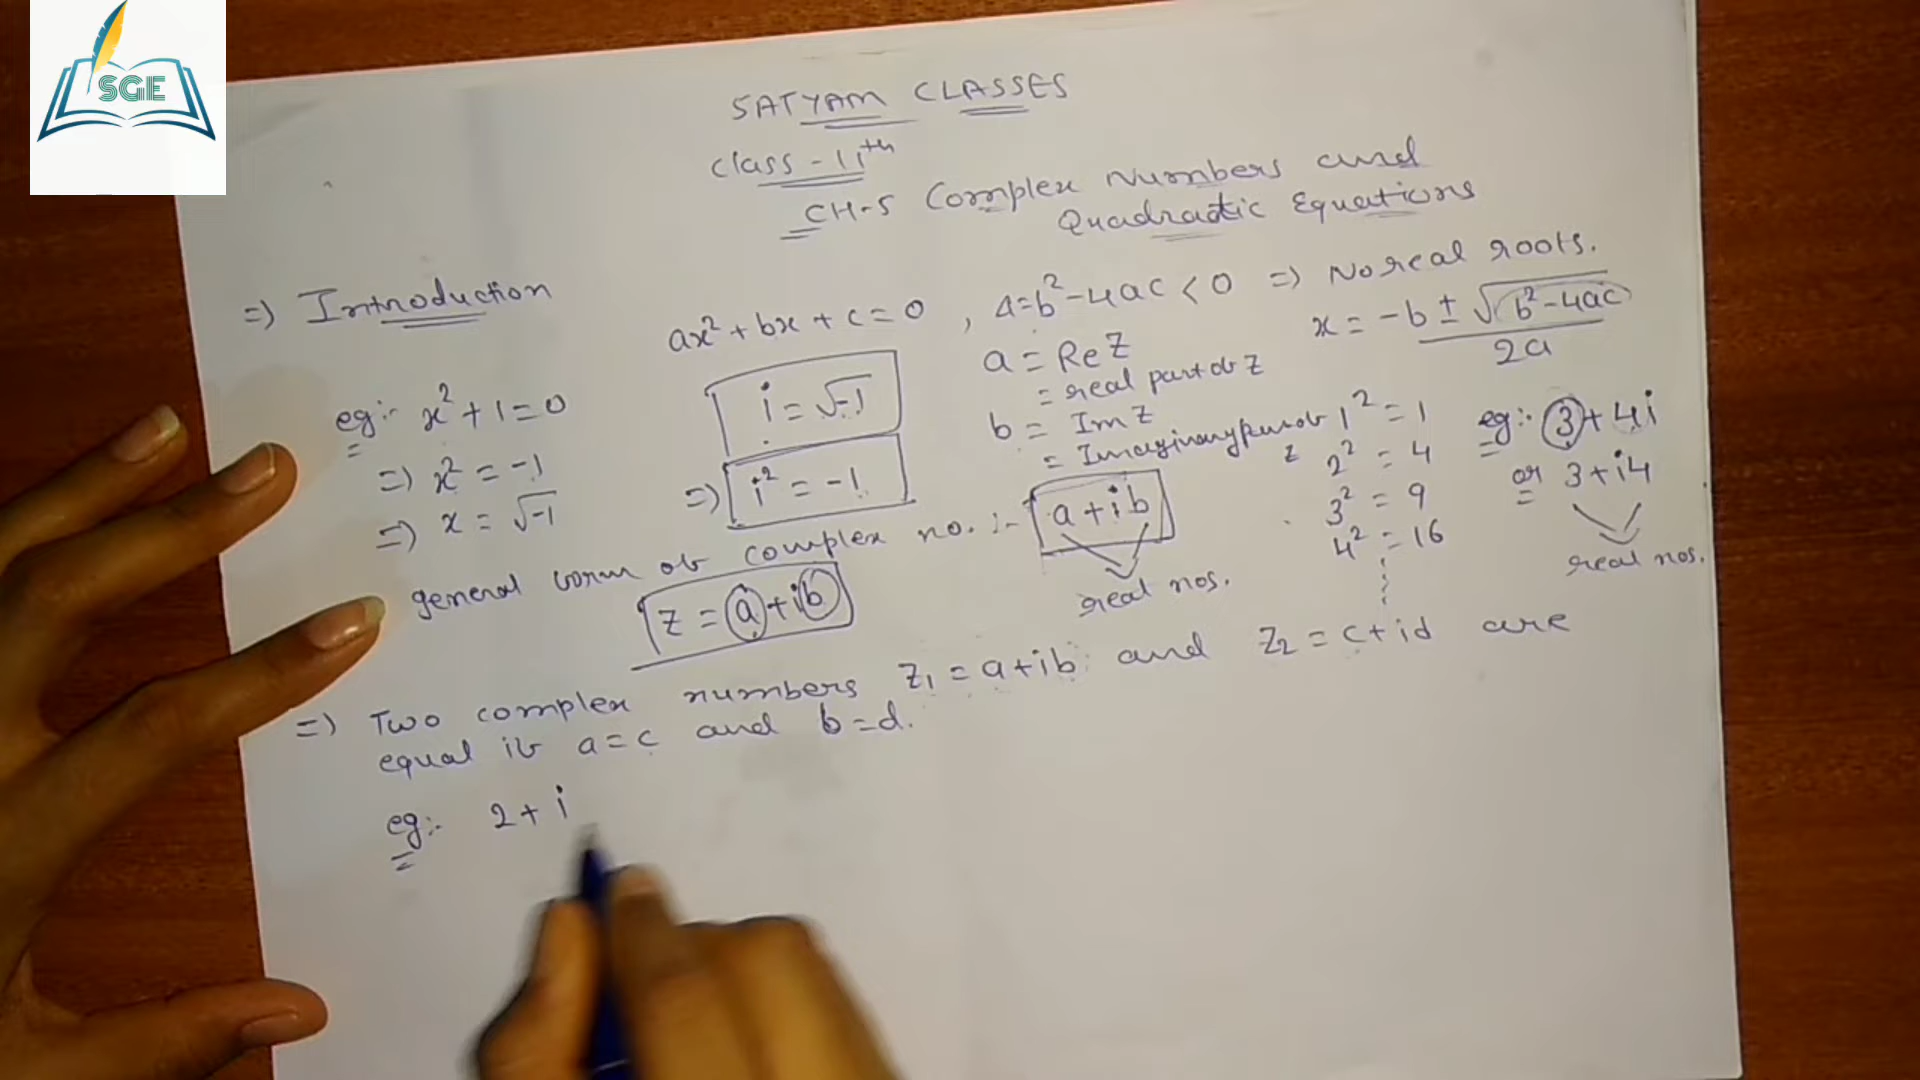 SGE
SATYAM CLASSES
Class - 11th
CH-5 Complex Numbers and
Quadratic Equations
=) Introduction
ax² + bx + c = 0 , Δ=b²-4ac < 0 => No real roots.
x = -b ± √b²-4ac
2a
eg:- x² + 1 = 0
=) x² = -1
=) x = √-1
i = √-1
=) i² = -1
a = Re Z
= real part of Z
b = Im Z
= Imaginary part of
Z
1² = 1
2² = 4
3² = 9
4² = 16
eg:- 3 + 4i
or 3 + i4
real nos.
general form of complex no. :- a + ib
real nos.
z = a + ib
=) Two complex numbers Z₁ = a + ib and Z₂ = c + id are
equal if a = c and b = d.
eg:- 2 + i